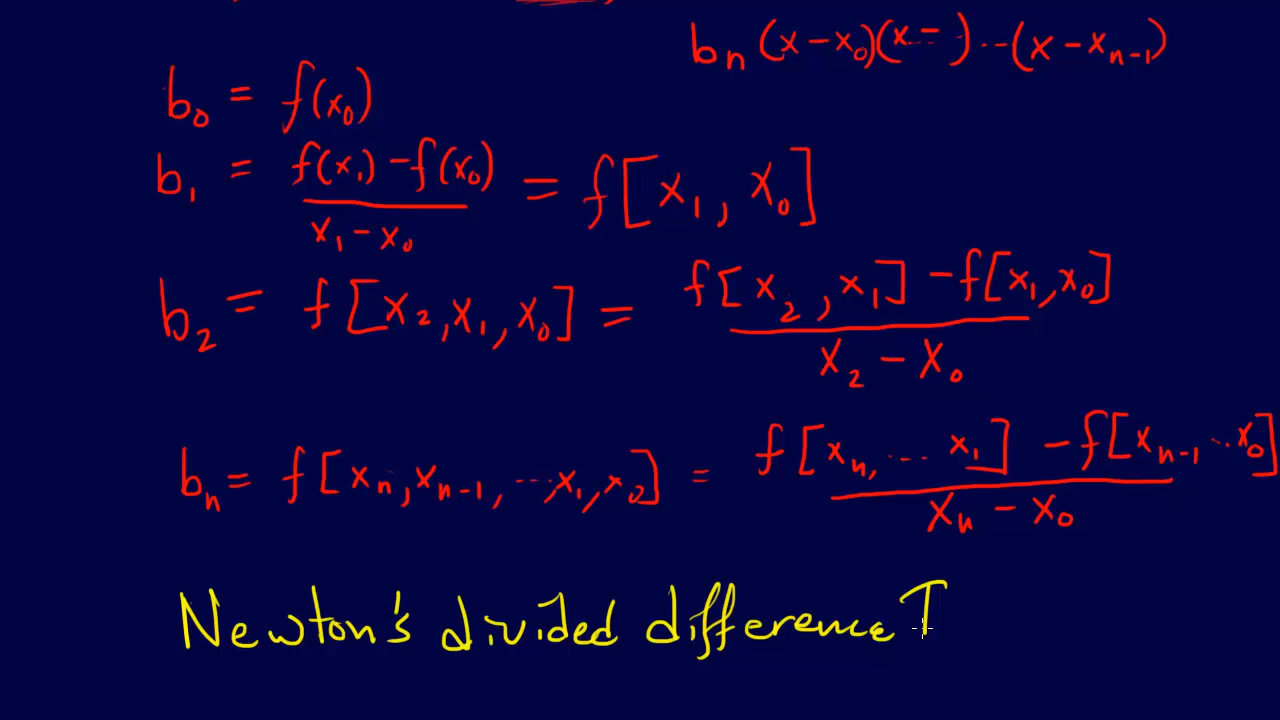 bₙ (x – x₀)(x – ) ... (x – xₙ₋₁)
b₀ = f(x₀)
b₁ = (f(x₁) – f(x₀)) / (x₁ – x₀) = f[x₁, x₀]
b₂ = f[x₂, x₁, x₀] = (f[x₂, x₁] – f[x₁, x₀]) / (x₂ – x₀)
bₙ = f[xₙ, xₙ₋₁, ..., x₁, x₀] = (f[xₙ, ... x₁] – f[xₙ₋₁ ... x₀]) / (xₙ – x₀)
Newton's divided difference T